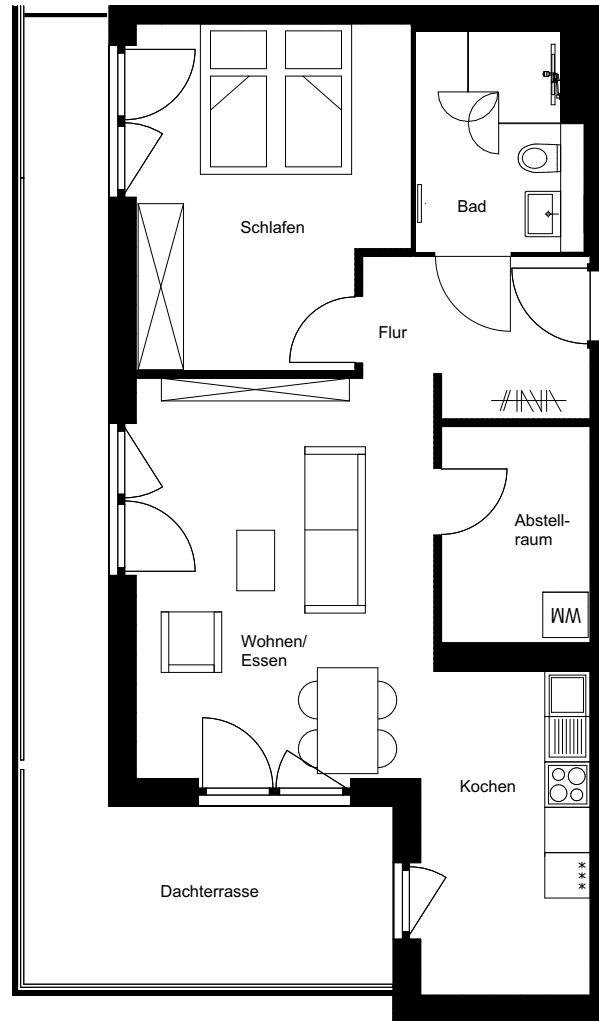 Bad
Schlafen
Flur
Abstell-
raum
WM
Wohnen/
Essen
Kochen
Dachterrasse
***